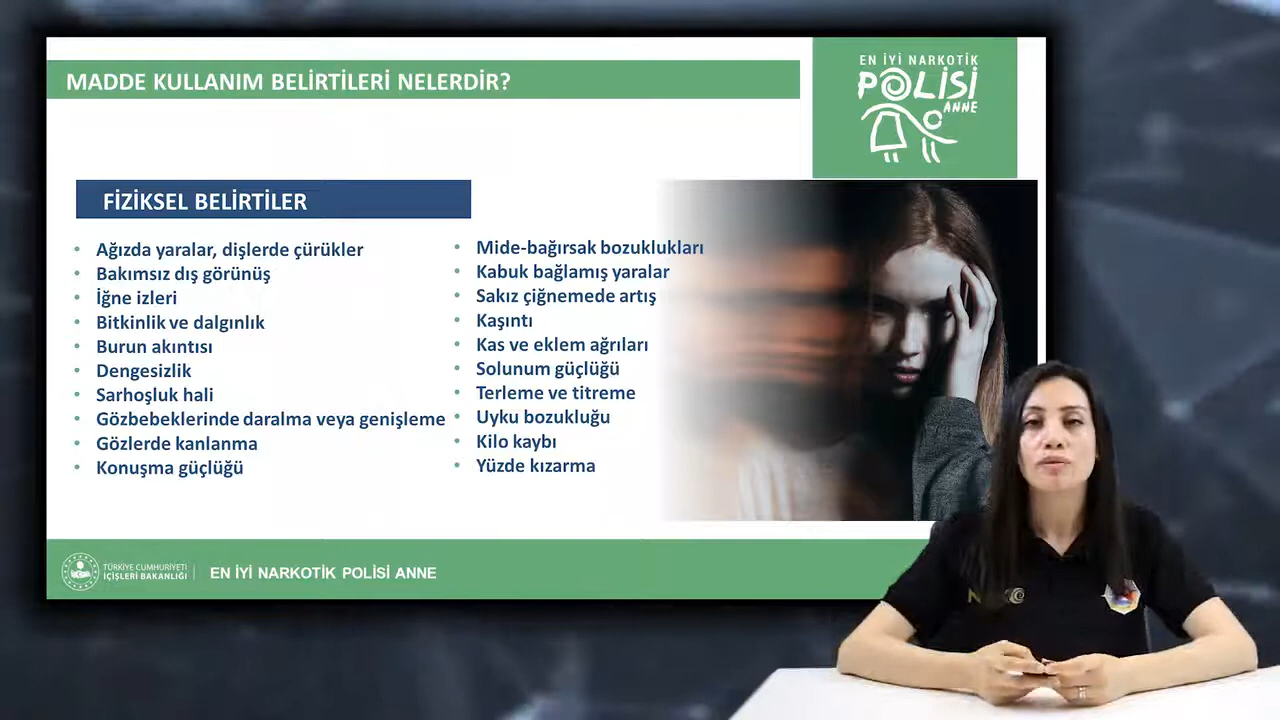 MADDE KULLANIM BELİRTİLERİ NELERDİR?
EN İYİ NARKOTİK
POLİSİ
ANNE
FİZİKSEL BELİRTİLER
• Ağızda yaralar, dişlerde çürükler
• Bakımsız dış görünüş
• İğne izleri
• Bitkinlik ve dalgınlık
• Burun akıntısı
• Dengesizlik
• Sarhoşluk hali
• Gözbebeklerinde daralma veya genişleme
• Gözlerde kanlanma
• Konuşma güçlüğü
• Mide-bağırsak bozuklukları
• Kabuk bağlamış yaralar
• Sakız çiğnemede artış
• Kaşıntı
• Kas ve eklem ağrıları
• Solunum güçlüğü
• Terleme ve titreme
• Uyku bozukluğu
• Kilo kaybı
• Yüzde kızarma
TÜRKİYE CUMHURİYETİ
İÇİŞLERİ BAKANLIĞI
EN İYİ NARKOTİK POLİSİ ANNE